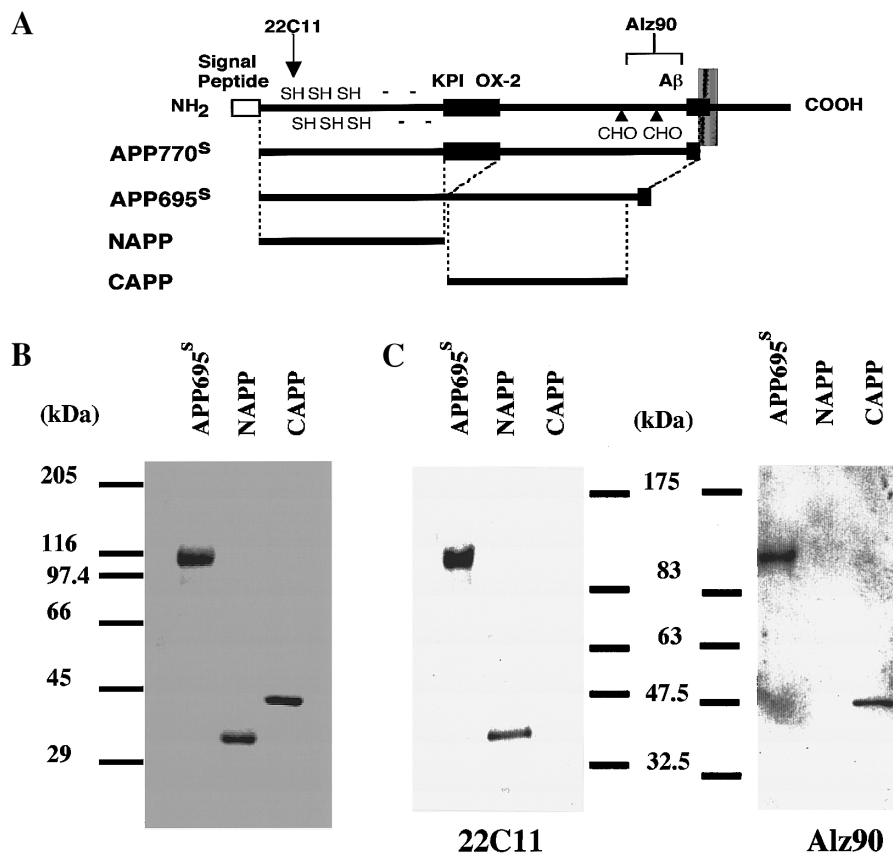 A
22C11
Alz90
Signal
Peptide
KPI OX-2
Aβ
SH SH SH - -
NH2
COOH
SH SH SH - -
CHO CHO
APP770S
APP695S
NAPP
CAPP
B
(kDa)
APP695S
NAPP
CAPP
205
116
97.4
66
45
29
C
APP695S
NAPP
CAPP
(kDa)
175
83
63
47.5
32.5
APP695S
NAPP
CAPP
22C11
Alz90